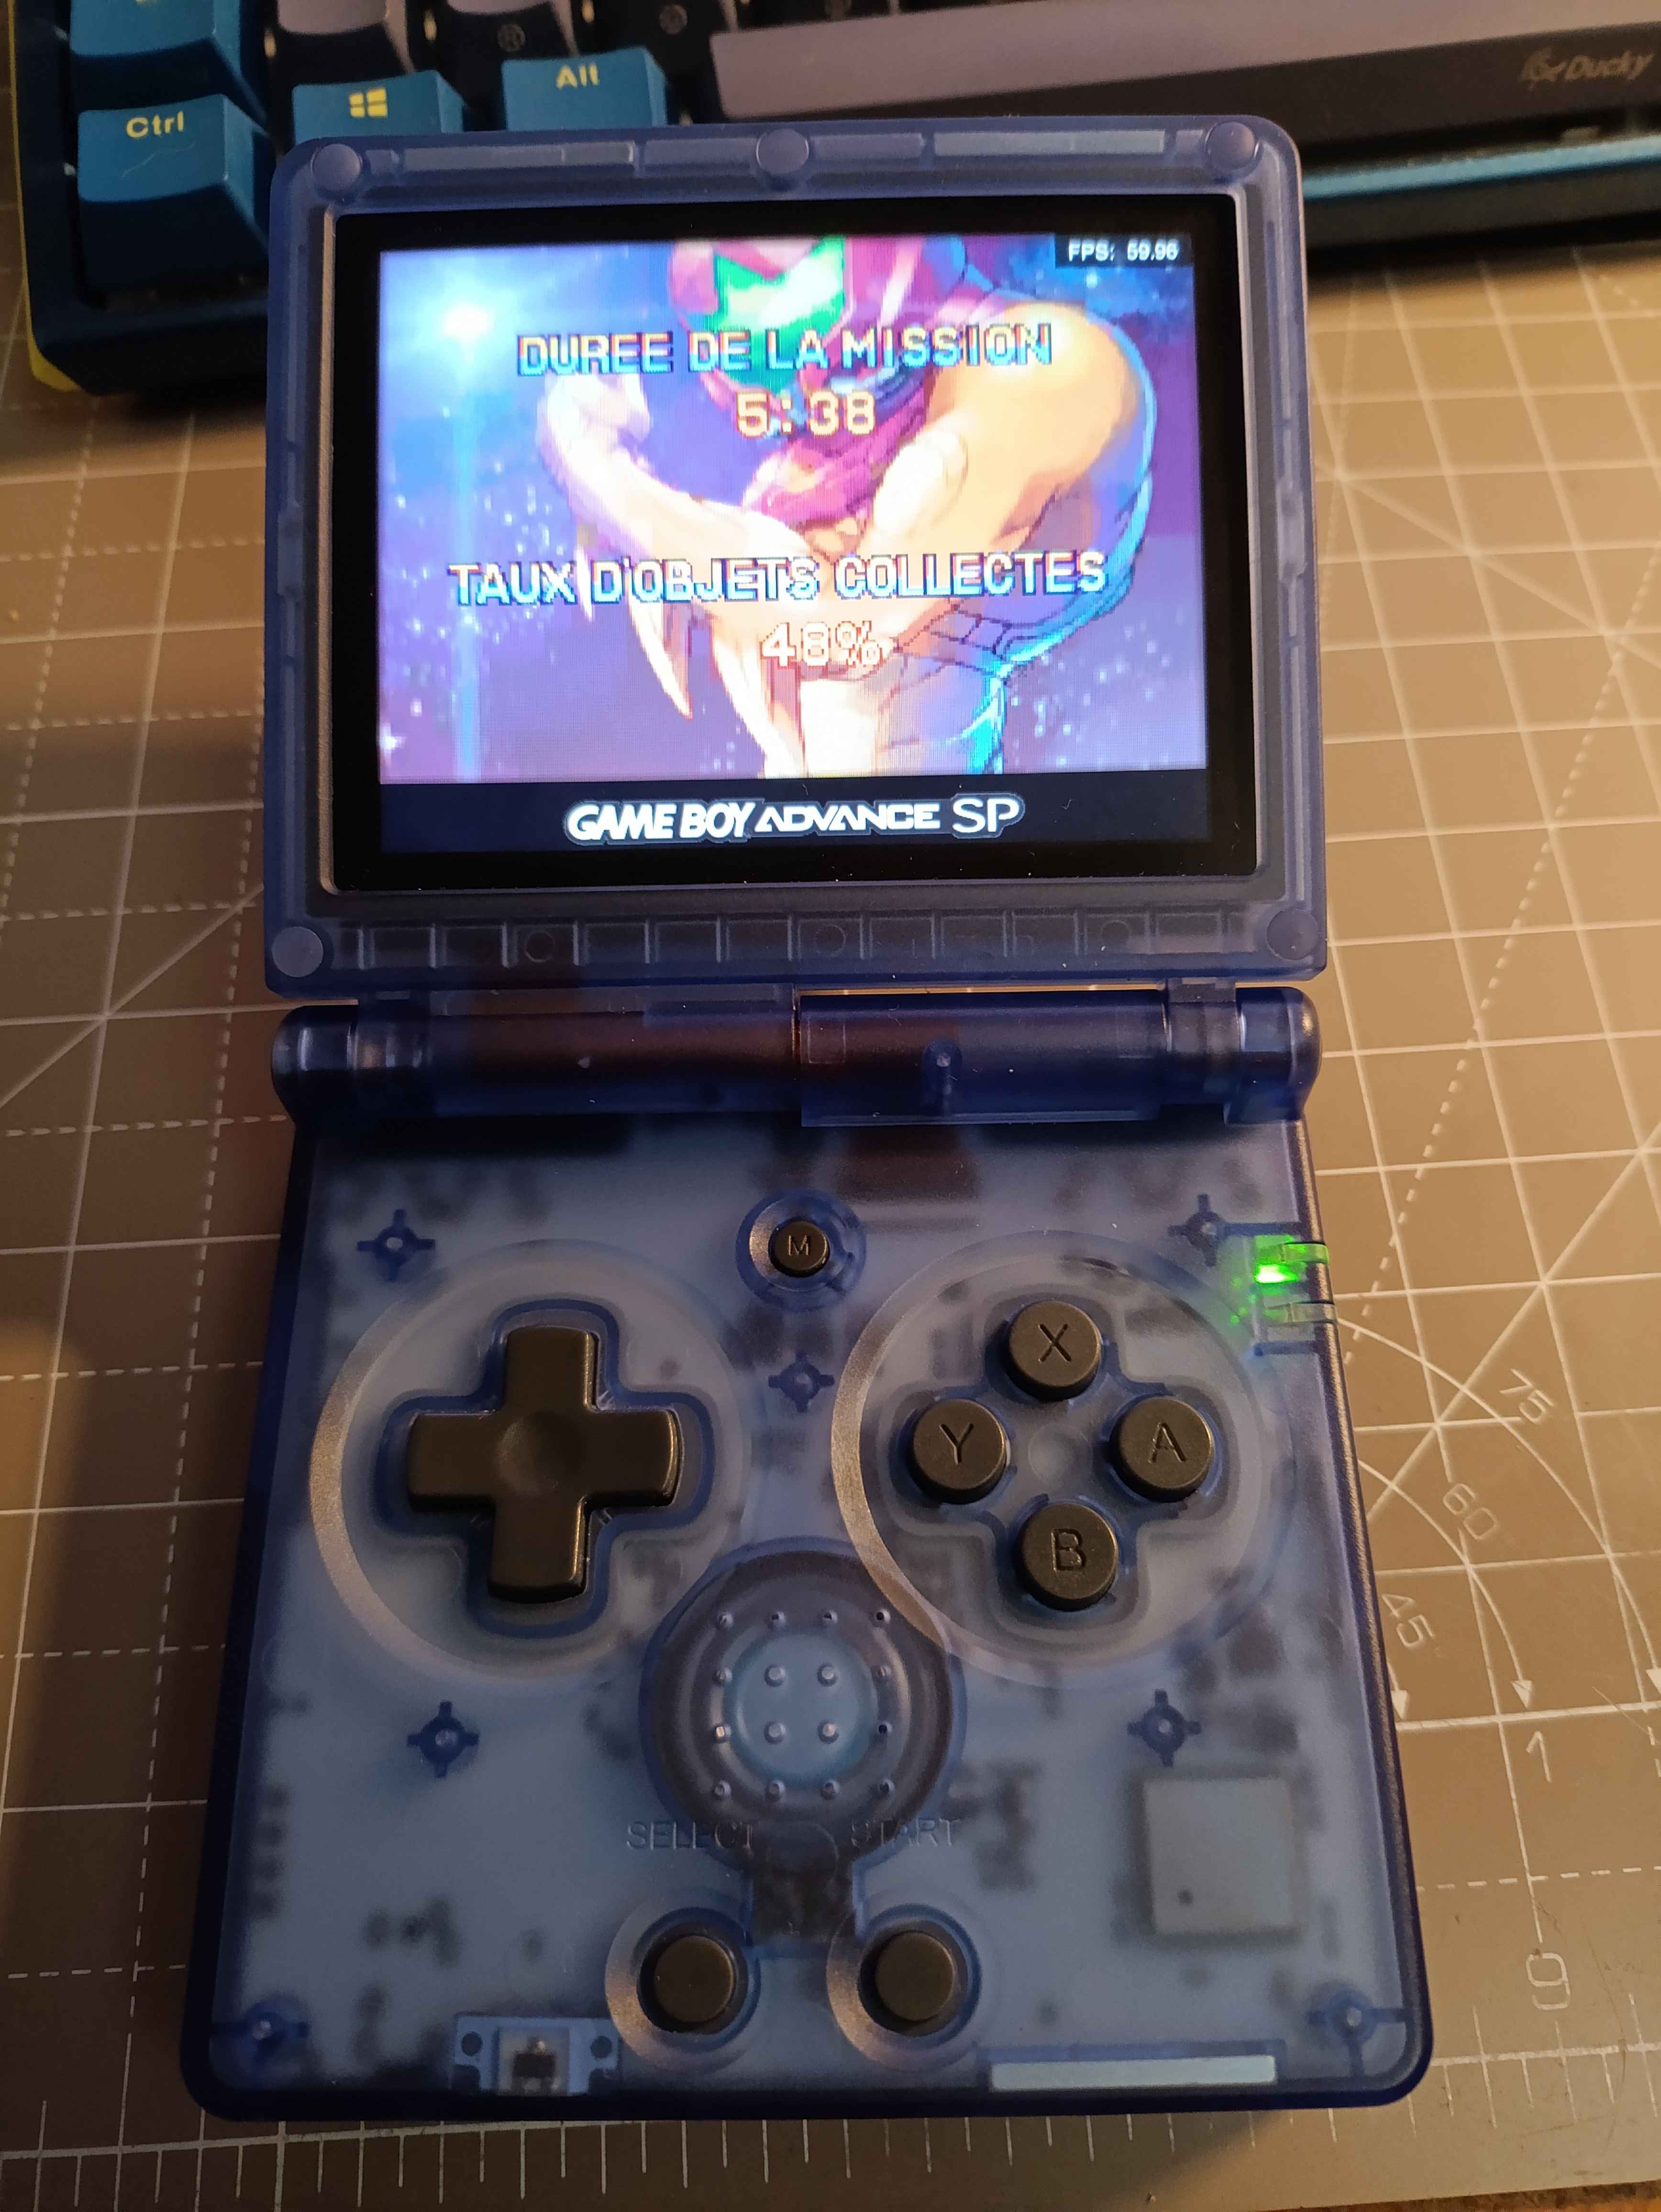 Alt
Ctrl
Ducky
FPS: 59.96
DUREE DE LA MISSION
5:38
TAUX D'OBJETS COLLECTES
48%
GAME BOY ADVANCE SP
M
X
Y
A
B
75
60
45
1
SELECT START